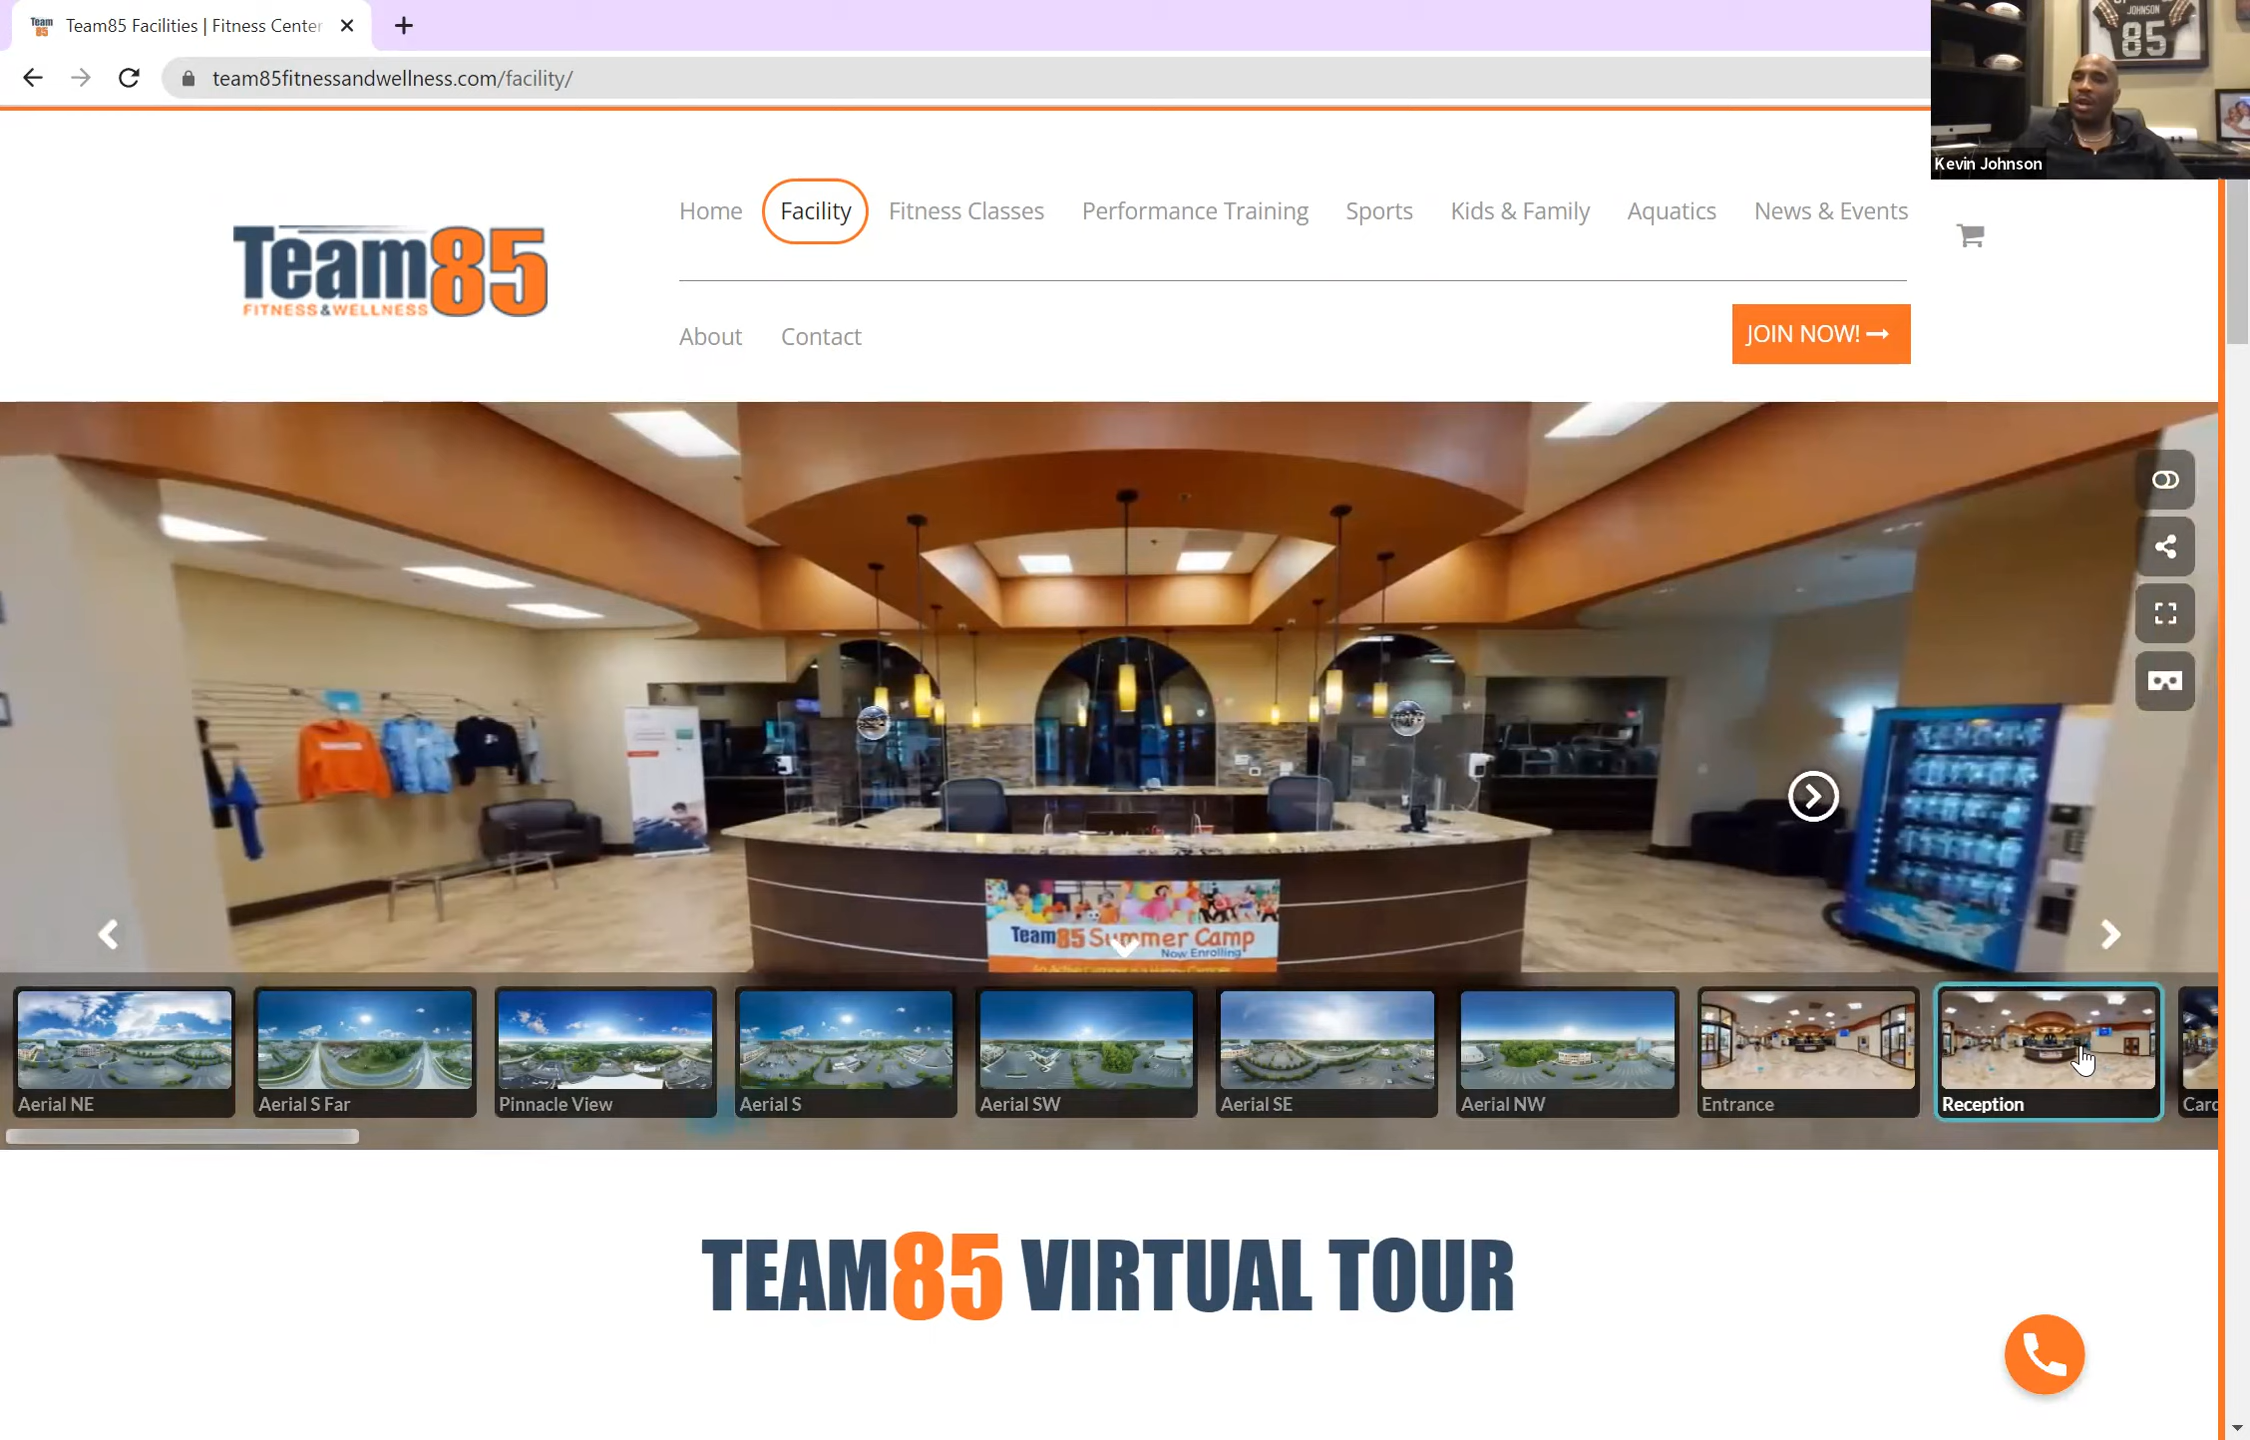 Team85 Facilities | Fitness Center
team85fitnessandwellness.com/facility/
JOHNSON
85
Kevin Johnson
Team85
FITNESS&WELLNESS
Home
Facility
Fitness Classes
Performance Training
Sports
Kids & Family
Aquatics
News & Events
About
Contact
JOIN NOW!
Team85 Summer Camp
Now Enrolling
Aerial NE
Aerial S Far
Pinnacle View
Aerial S
Aerial SW
Aerial SE
Aerial NW
Entrance
Reception
TEAM85 VIRTUAL TOUR